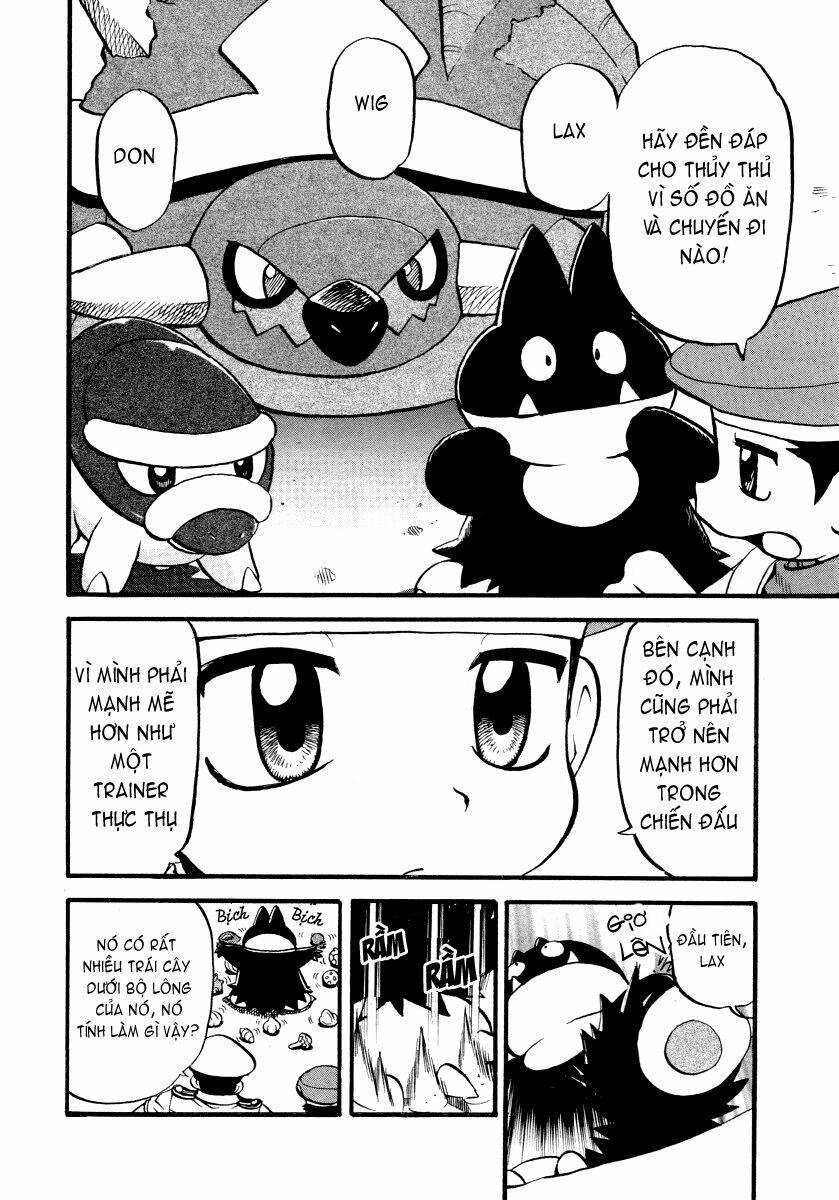 HÃY ĐỀN ĐÁP
CHO THỦY THỦ
VÌ SỐ ĐỒ ĂN
VÀ CHUYẾN ĐI
NÀO!
LAX
WIG
DON
BÊN CẠNH
ĐÓ, MÌNH
CŨNG PHẢI
TRỞ NÊN
MẠNH HƠN
TRONG
CHIẾN ĐẤU
VÌ MÌNH PHẢI
MẠNH MẼ
HƠN NHƯ
MỘT
TRAINER
THỰC THỤ
ĐẦU TIÊN,
LAX
GIƠ
LÊN
RẦM
RẦM
BỊCH
BỊCH
NÓ CÓ RẤT
NHIỀU TRÁI CÂY
DƯỚI BỘ LÔNG
CỦA NÓ, NÓ
TÍNH LÀM GÌ VẬY?